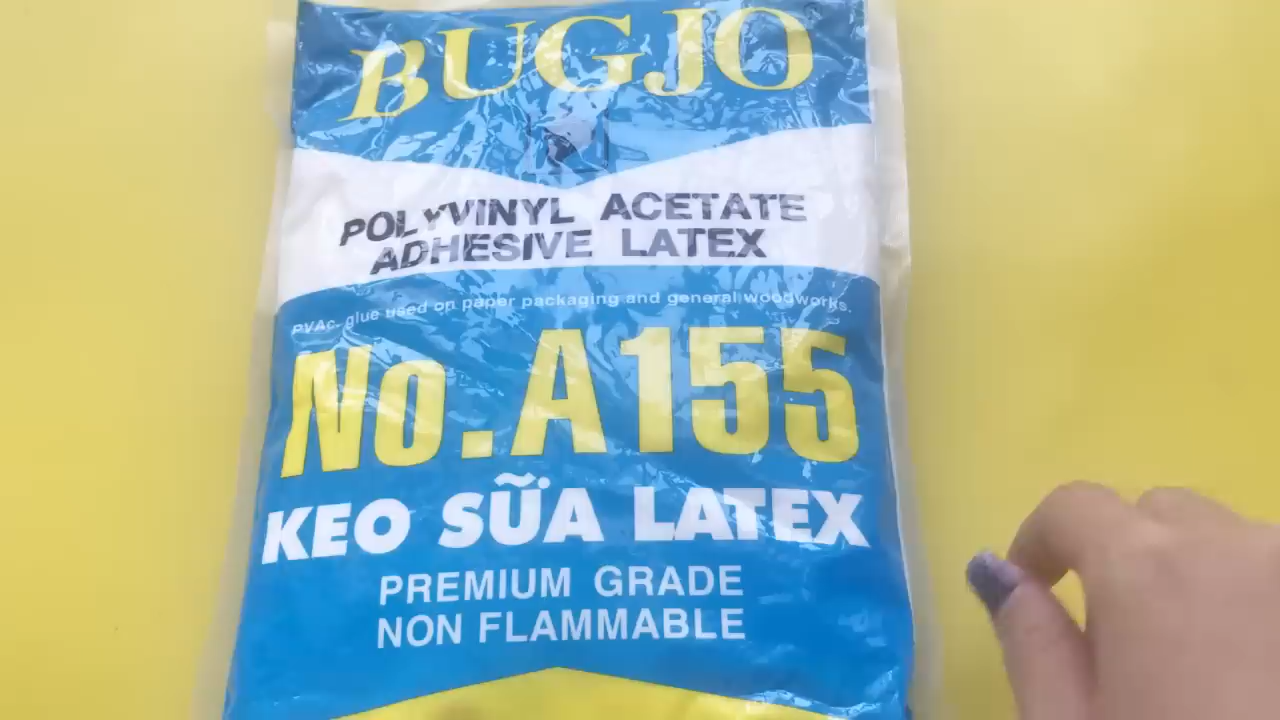 BUGJO
POLYVINYL ACETATE
ADHESIVE LATEX
PVAc. glue used on paper packaging and general woodworks.
No.A155
KEO SỮA LATEX
PREMIUM GRADE
NON FLAMMABLE